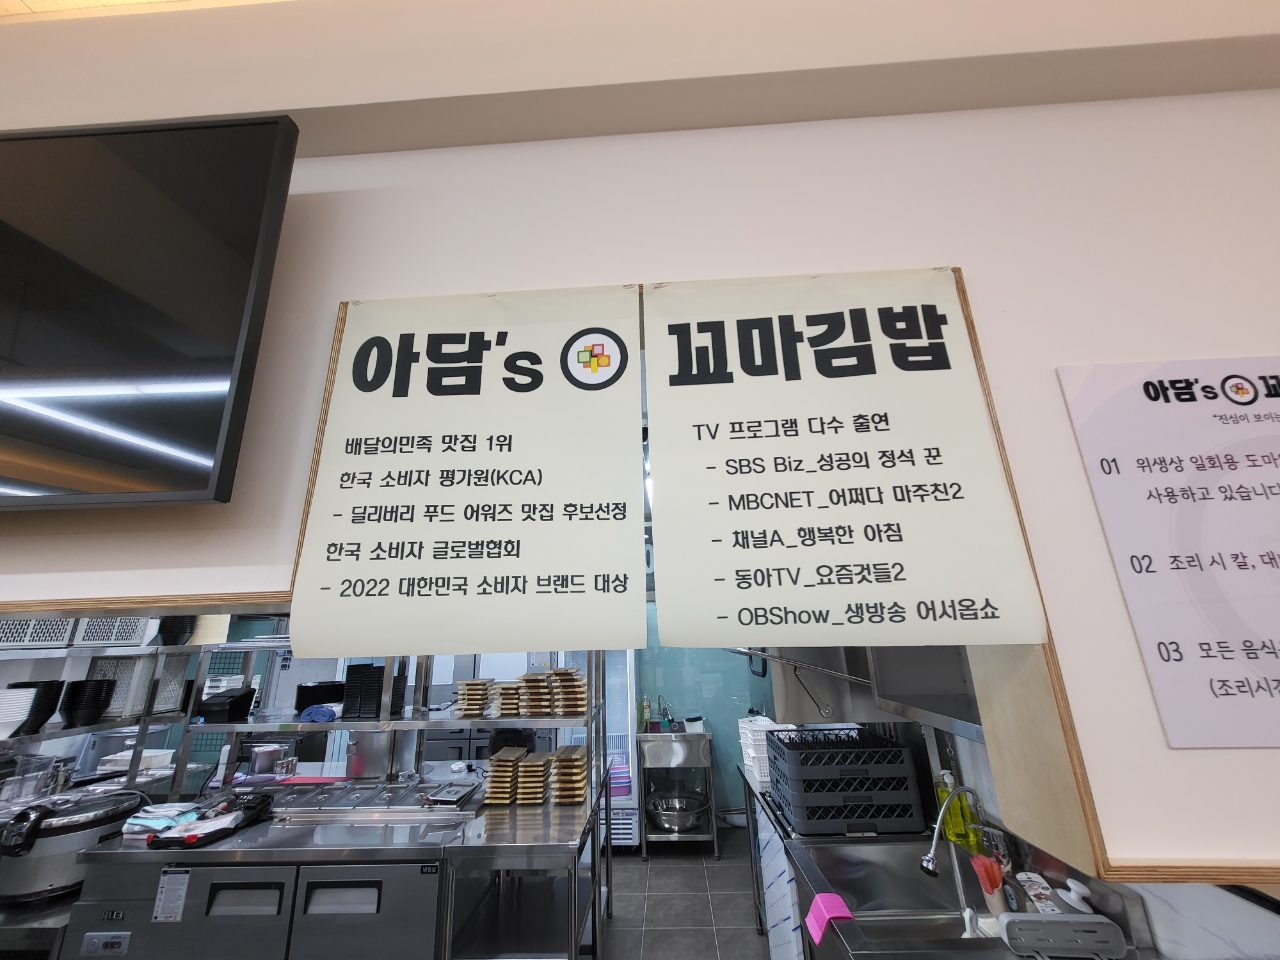 아담's
배달의민족 맛집 1위
한국 소비자 평가원(KCA)
- 딜리버리 푸드 어워즈 맛집 후보선정
한국 소비자 글로벌협회
- 2022 대한민국 소비자 브랜드 대상
꼬마김밥
TV 프로그램 다수 출연
- SBS Biz_성공의 정석 꾼
- MBCNET_어쩌다 마주친2
- 채널A_행복한 아침
- 동아TV_요즘것들2
- OBShow_생방송 어서옵쇼
아담's
"진심이 보이는
01 위생상 일회용 도마
사용하고 있습니다
02 조리 시 칼,
03 모든 음식